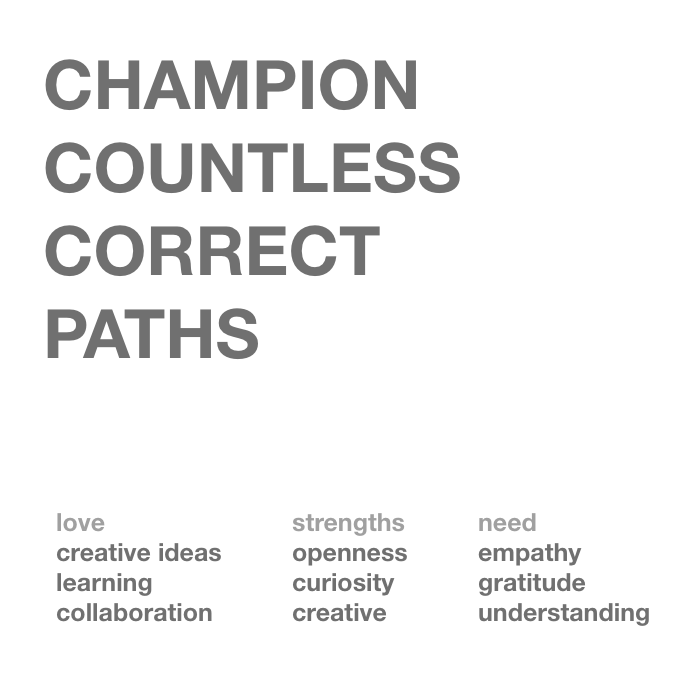 CHAMPION
COUNTLESS
CORRECT
PATHS
love
creative ideas
learning
collaboration
strengths
openness
curiosity
creative
need
empathy
gratitude
understanding